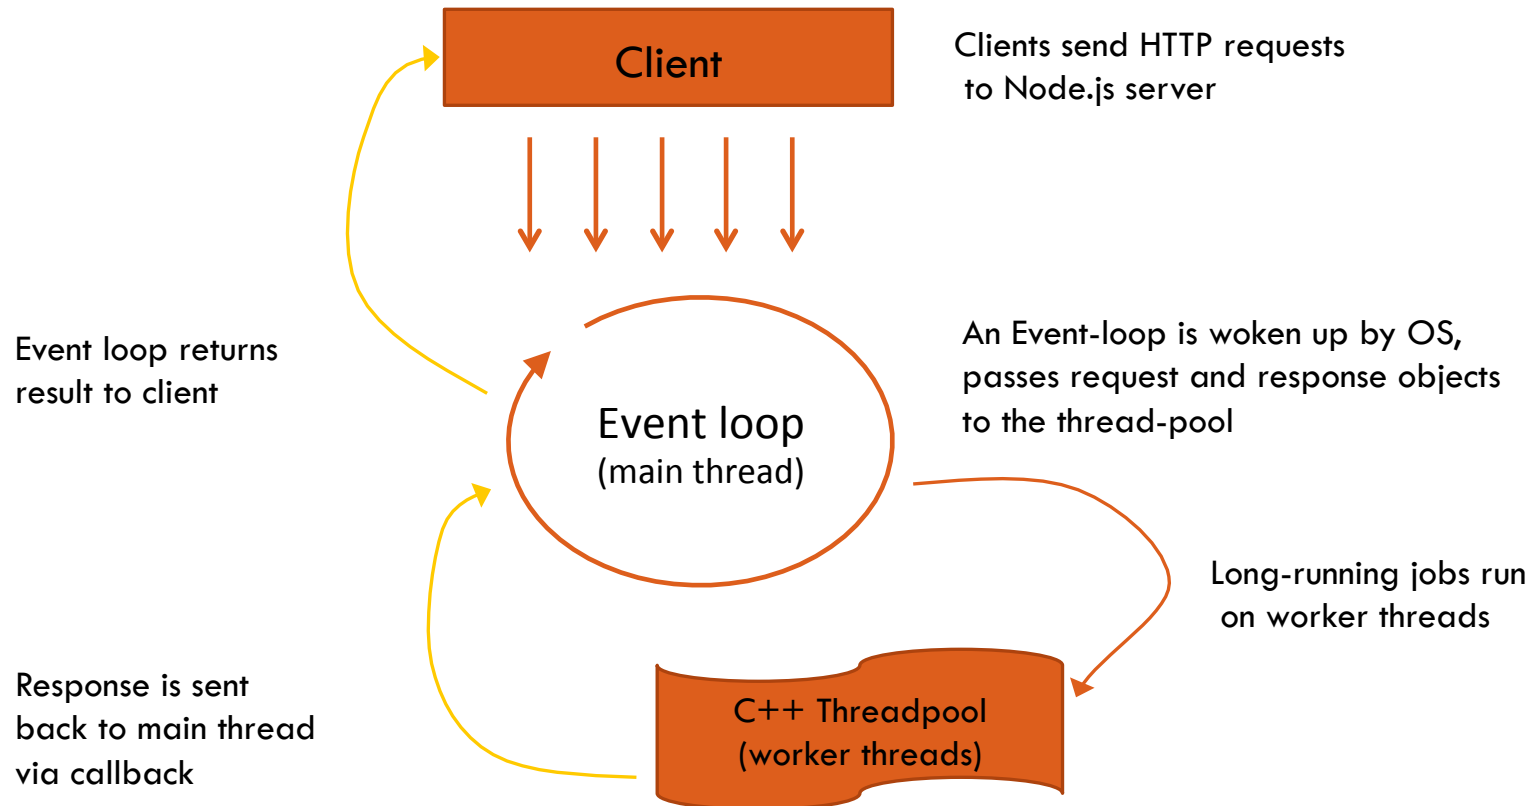 Client
Clients send HTTP requests
to Node.js server
Event loop returns
result to client
An Event-loop is woken up by OS,
passes request and response objects
to the thread-pool
Event loop
(main thread)
Long-running jobs run
on worker threads
Response is sent
back to main thread
via callback
C++ Threadpool
(worker threads)